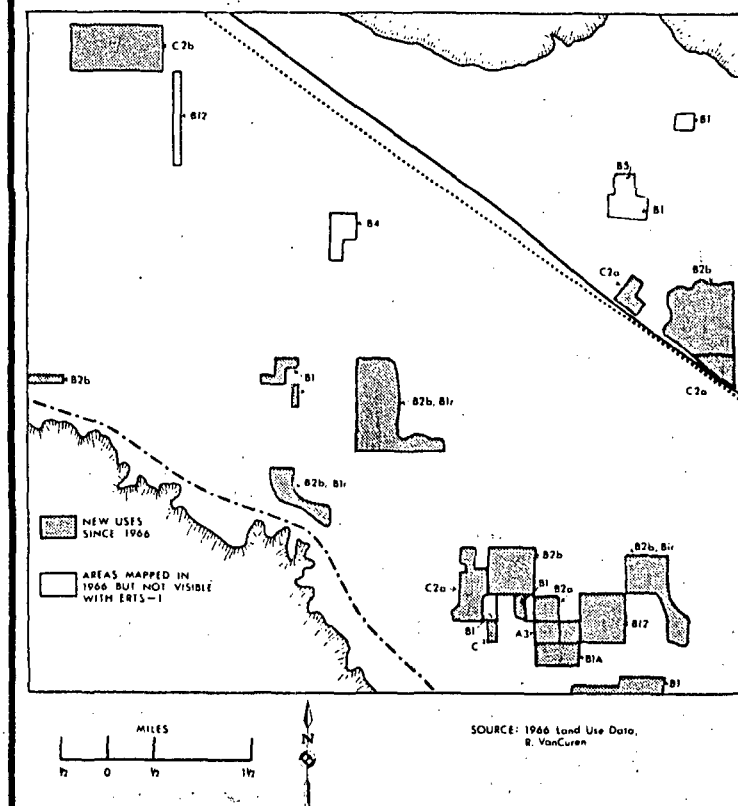 C2b
B12
B1
B5
B1
B4
C2a
B2b
C2a
B2b
B1
B2b, B1r
B2b, B1r
NEW USES
SINCE 1966
AREAS MAPPED IN
1966 BUT NOT VISIBLE
WITH ERTS-1
B2b
B2b, B1r
C2a
B1
B2a
B1
A3
B12
C
B1A
B1
MILES
½ 0 ½ 1½
N
SOURCE: 1966 Land Use Data,
R. VanCuren